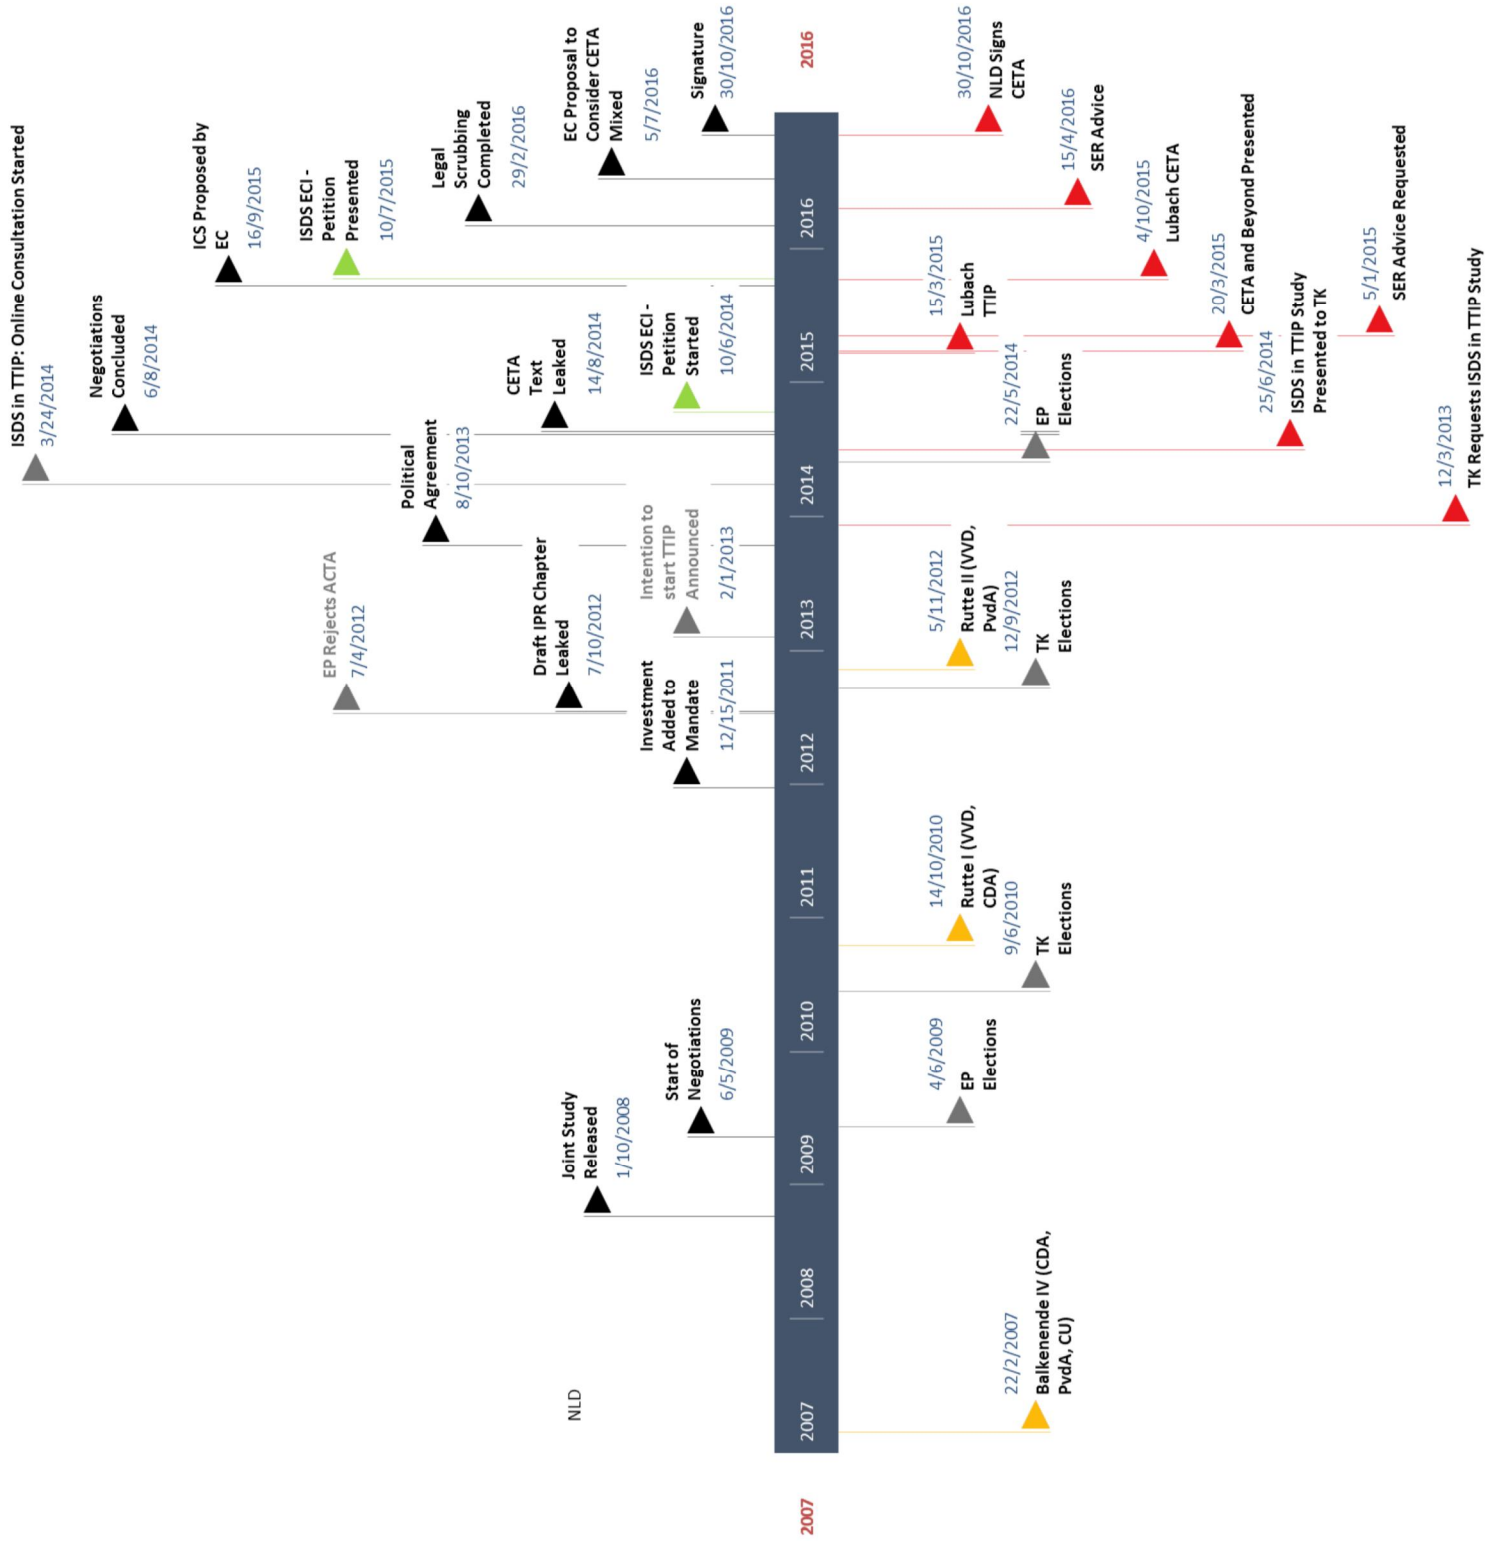 NLD
ISDS in TTIP: Online Consultation Started
3/24/2014
Negotiations
Concluded
6/8/2014
ICS Proposed by
EC
16/9/2015
EP Rejects ACTA
7/4/2012
ISDS ECI -
Petition
Presented
10/7/2015
Political
Agreement
8/10/2013
Legal
Scrubbing
Completed
29/2/2016
Draft IPR Chapter
Leaked
7/10/2012
CETA
Text
Leaked
14/8/2014
Joint Study
Released
1/10/2008
EC Proposal to
Consider CETA
Mixed
5/7/2016
Start of
Negotiations
6/5/2009
Investment
Added to
Mandate
12/15/2011
Intention to
start TTIP
Announced
2/1/2013
ISDS ECI -
Petition
Started
10/6/2014
Signature
30/10/2016
2007
2007
2008
2009
2010
2011
2012
2013
2014
2015
2016
2016
4/6/2009
EP
Elections
14/10/2010
Rutte I (VVD,
CDA)
5/11/2012
Rutte II (VVD,
PvdA)
15/3/2015
Lubach
TTIP
30/10/2016
NLD Signs
CETA
22/2/2007
Balkenende IV (CDA,
PvdA, CU)
9/6/2010
TK
Elections
12/9/2012
TK
Elections
22/5/2014
EP
Elections
15/4/2016
SER Advice
4/10/2015
Lubach CETA
20/3/2015
CETA and Beyond Presented
25/6/2014
ISDS in TTIP Study
Presented to TK
5/1/2015
SER Advice Requested
12/3/2013
TK Requests ISDS in TTIP Study